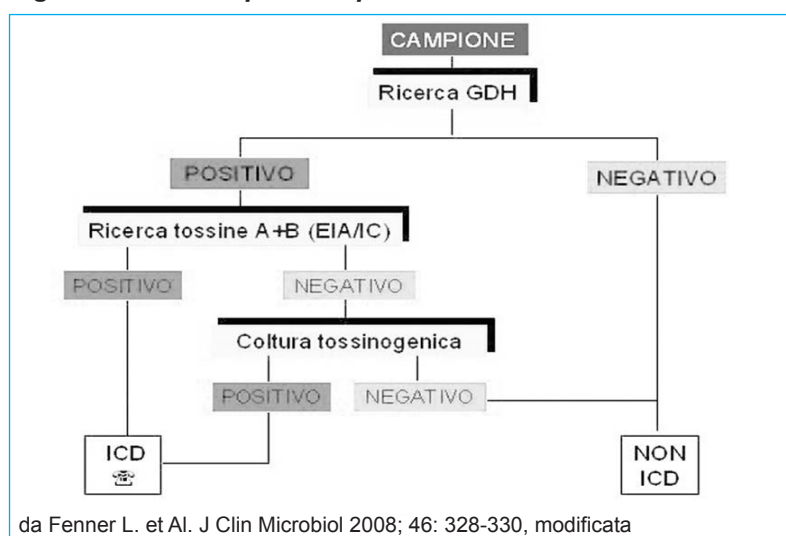 CAMPIONE
Ricerca GDH
POSITIVO
NEGATIVO
Ricerca tossine A+B (EIA/IC)
POSITIVO
NEGATIVO
Coltura tossinogenica
POSITIVO
NEGATIVO
ICD
☎
NON
ICD
da Fenner L. et Al. J Clin Microbiol 2008; 46: 328-330, modificata